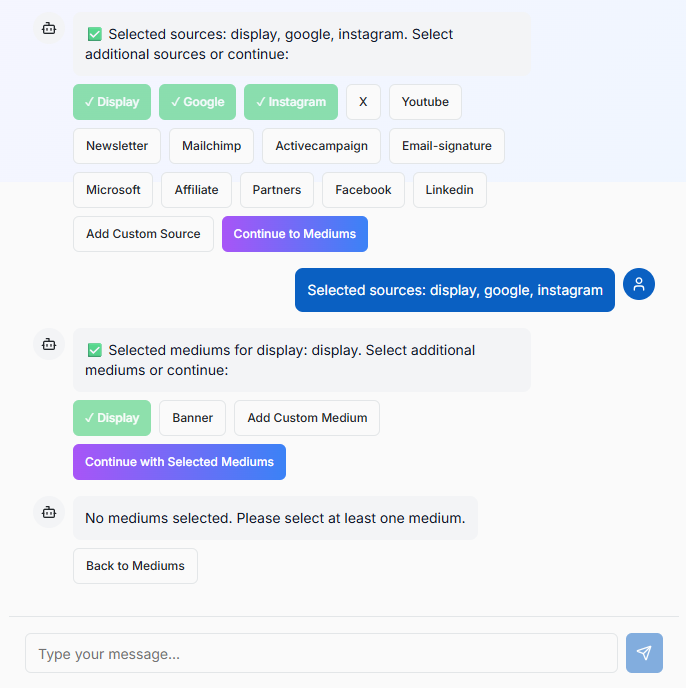 ✅ Selected sources: display, google, instagram. Select
additional sources or continue:
✓ Display ✓ Google ✓ Instagram X Youtube
Newsletter Mailchimp Activecampaign Email-signature
Microsoft Affiliate Partners Facebook Linkedin
Add Custom Source Continue to Mediums
Selected sources: display, google, instagram
✅ Selected mediums for display: display. Select additional
mediums or continue:
✓ Display Banner Add Custom Medium
Continue with Selected Mediums
No mediums selected. Please select at least one medium.
Back to Mediums
Type your message...